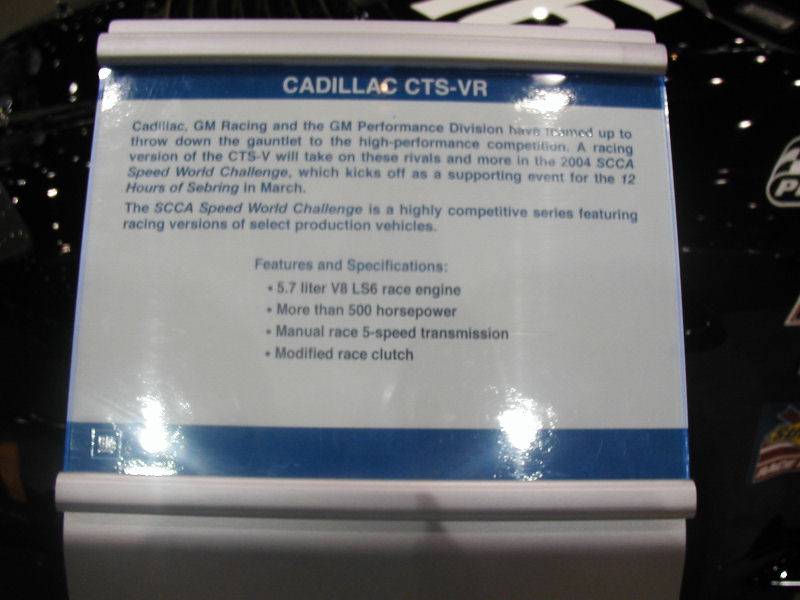 CADILLAC CTS-VR
Cadillac, GM Racing and the GM Performance Division have teamed up to
throw down the gauntlet to the high-performance competition. A racing
version of the CTS-V will take on these rivals and more in the 2004 SCCA
Speed World Challenge, which kicks off as a supporting event for the 12
Hours of Sebring in March.
The SCCA Speed World Challenge is a highly competitive series featuring
racing versions of select production vehicles.
Features and Specifications:
• 5.7 liter V8 LS6 race engine
• More than 500 horsepower
• Manual race 5-speed transmission
• Modified race clutch
GM